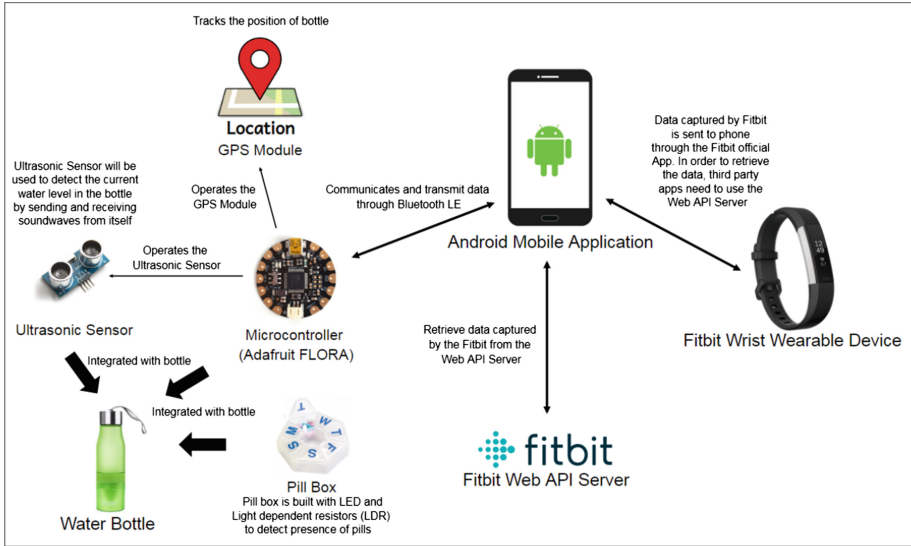 Tracks the position of bottle
Location
GPS Module
Ultrasonic Sensor will be
used to detect the current
water level in the bottle
by sending and receiving
soundwaves from itself
Operates the
GPS Module
Communicates and transmit data
through Bluetooth LE
Data captured by Fitbit
is sent to phone
through the Fitbit official
App. In order to retrieve
the data, third party
apps need to use the
Web API Server
Android Mobile Application
Operates the
Ultrasonic Sensor
12
49
Ultrasonic Sensor
Microcontroller
(Adafruit FLORA)
Retrieve data captured
by the Fitbit from the
Web API Server
Fitbit Wrist Wearable Device
Integrated with bottle
Integrated with bottle
T
W
T
F
S
S
M
fitbit
Fitbit Web API Server
Pill Box
Pill box is built with LED and
Light dependent resistors (LDR)
to detect presence of pills
Water Bottle